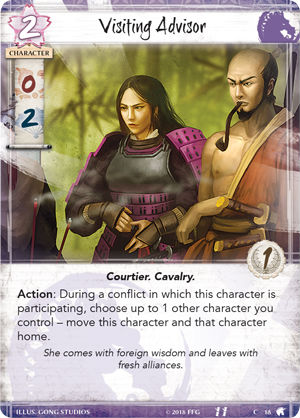 Visiting Advisor
2
CHARACTER
0
2
1
Courtier. Cavalry.
Action: During a conflict in which this character is
participating, choose up to 1 other character you
control – move this character and that character
home.
She comes with foreign wisdom and leaves with
fresh alliances.
ILLUS. GONG STUDIOS
© 2018 FFG
11
C
18